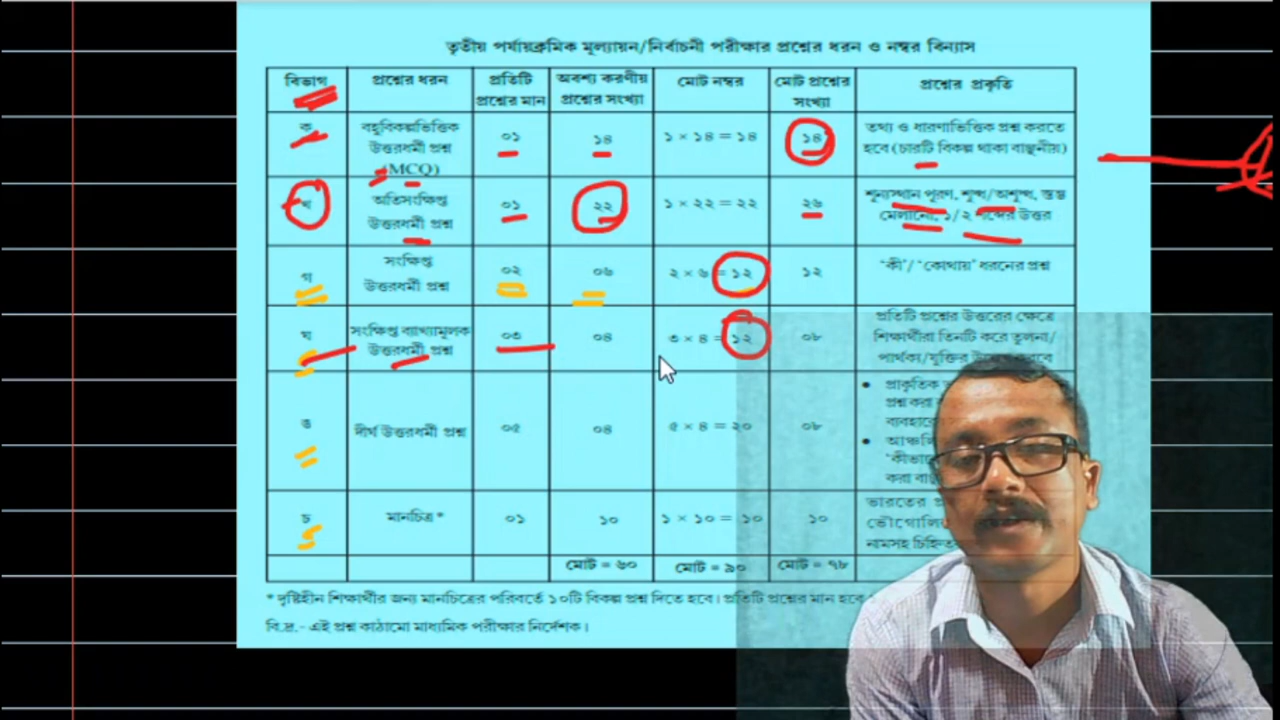 তৃতীয় পর্যায়ক্রমিক মূল্যায়ন/নির্বাচনী পরীক্ষার প্রশ্নের ধরন ও নম্বর বিন্যাস
বিভাগ
প্রশ্নের ধরন
প্রতিটি
প্রশ্নের মান
অবশ্য করণীয়
প্রশ্নের সংখ্যা
মোট নম্বর
মোট প্রশ্নের
সংখ্যা
প্রশ্নের প্রকৃতি
ক
বহুবিকল্পভিত্তিক
উত্তরধর্মী প্রশ্ন
(MCQ)
০১
১৪
১ × ১৪ = ১৪
১৪
তথ্য ও ধারণাভিত্তিক প্রশ্ন করতে
হবে (চারটি বিকল্প থাকা বাঞ্ছনীয়)
খ
অতিসংক্ষিপ্ত
উত্তরধর্মী প্রশ্ন
০১
২২
১ × ২২ = ২২
২৬
শূন্যস্থান পূরণ, শুদ্ধ/অশুদ্ধ, স্তম্ভ
মেলানো, ১/২ শব্দের উত্তর
গ
সংক্ষিপ্ত
উত্তরধর্মী প্রশ্ন
০২
০৬
২ × ৬ = ১২
১২
“কী”/ “কোথায়” ধরনের প্রশ্ন
ঘ
সংক্ষিপ্ত ব্যাখ্যামূলক
উত্তরধর্মী প্রশ্ন
০৩
০৪
৩ × ৪ = ১২
০৮
প্রতিটি প্রশ্নের উত্তরের ক্ষেত্রে
শিক্ষার্থীরা তিনটি করে তুলনা/
পার্থক্য/যুক্তির
ঙ
দীর্ঘ উত্তরধর্মী প্রশ্ন
০৫
০৪
৫ × ৪ = ২০
০৮
• প্রাকৃতিক
প্রশ্ন করা
•
করা
চ
মানচিত্র *
০১
১০
১ × ১০ = ১০
১০
ভারতের
নামসহ
মোট = ৬০
মোট = ৯০
মোট = ৭৮
* দৃষ্টিহীন শিক্ষার্থীর জন্য মানচিত্রের পরিবর্তে ১০টি বিকল্প প্রশ্ন দিতে হবে। প্রতিটি প্রশ্নের মান হবে
বি.দ্র.- এই প্রশ্ন কাঠামো মাধ্যমিক পরীক্ষার নির্দেশক।